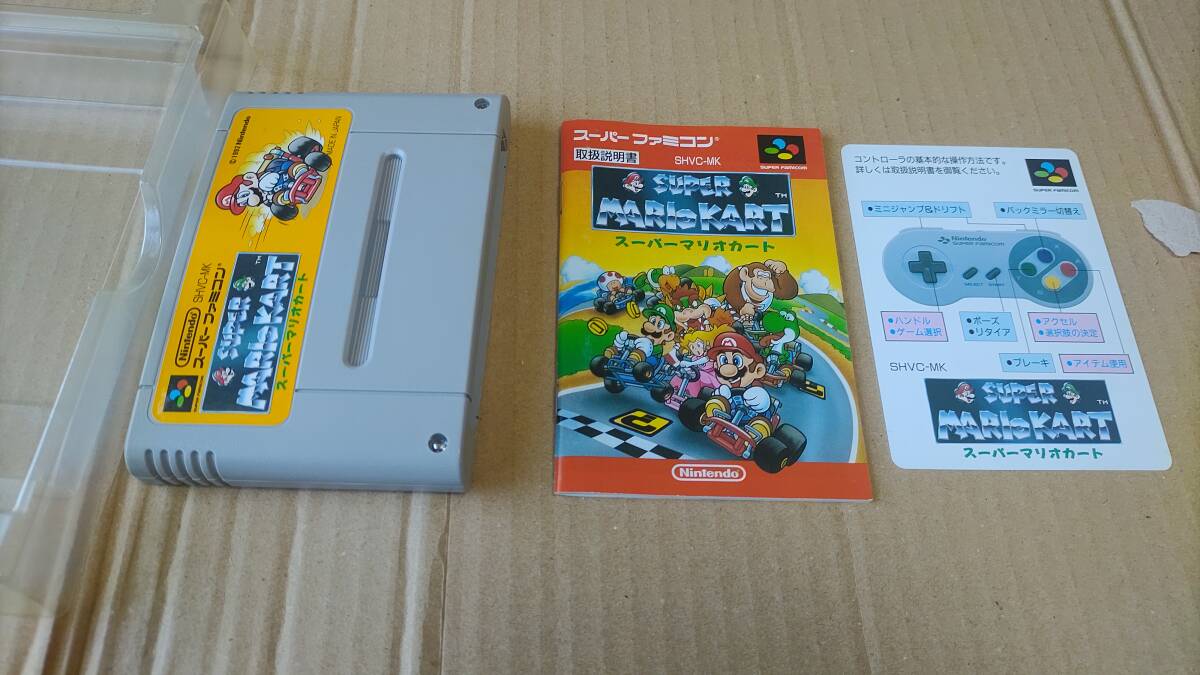 ©1992 Nintendo
MADE IN JAPAN
Nintendo SHVC-MK
スーパーファミコン®
SUPER
MARIO KART™
スーパーマリオカート
スーパーファミコン®
取扱説明書
SHVC-MK
SUPER FAMICOM
SUPER
MARIO KART™
スーパーマリオカート
Nintendo
コントローラの基本的な操作方法です。
詳しくは取扱説明書を御覧ください。
SUPER FAMICOM
●ミニジャンプ&ドリフト
●バックミラー切替え
Nintendo
SUPER FAMICOM
SELECT START
●ハンドル
●ゲーム選択
●ポーズ
●リタイア
●アクセル
●選択肢の決定
●ブレーキ
●アイテム使用
SHVC-MK
SUPER
MARIO KART™
スーパーマリオカート